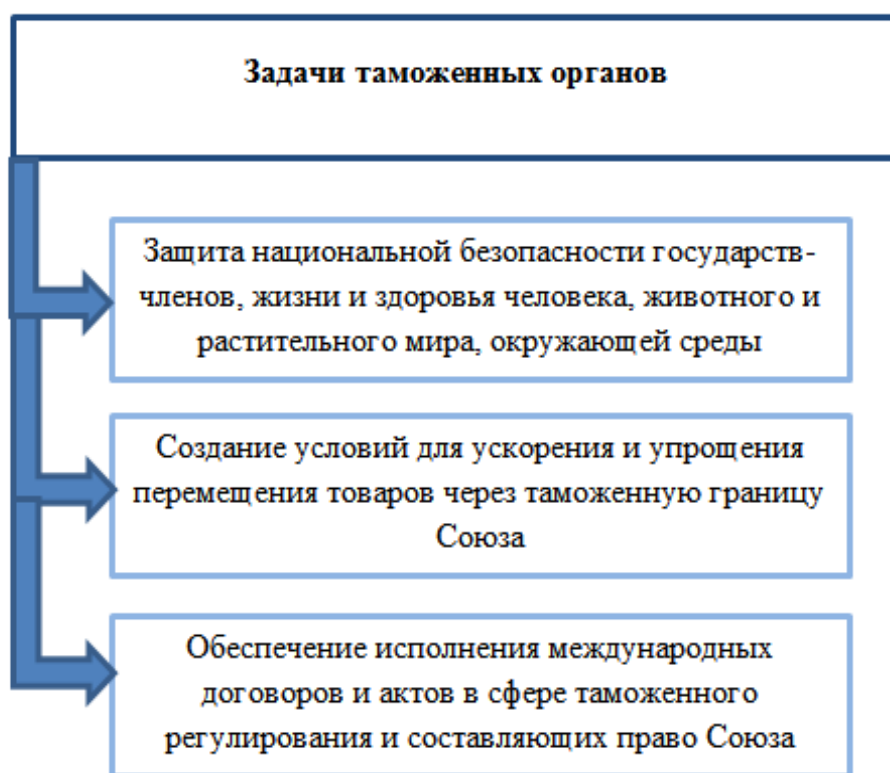 Задачи таможенных органов
Защита национальной безопасности государств-
членов, жизни и здоровья человека, животного и
растительного мира, окружающей среды
Создание условий для ускорения и упрощения
перемещения товаров через таможенную границу
Союза
Обеспечение исполнения международных
договоров и актов в сфере таможенного
регулирования и составляющих право Союза